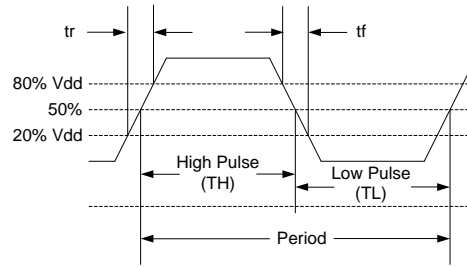 tr
tf
80% Vdd
50%
20% Vdd
High Pulse
(TH)
Low Pulse
(TL)
Period